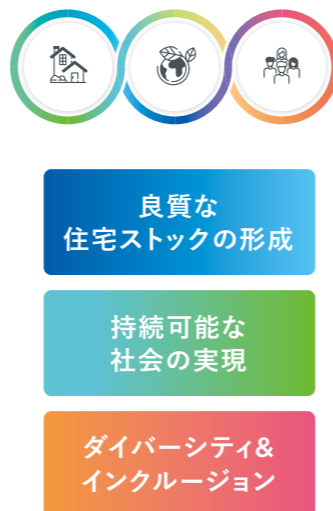 良質な
住宅ストックの形成
持続可能な
社会の実現
ダイバーシティ&
インクルージョン